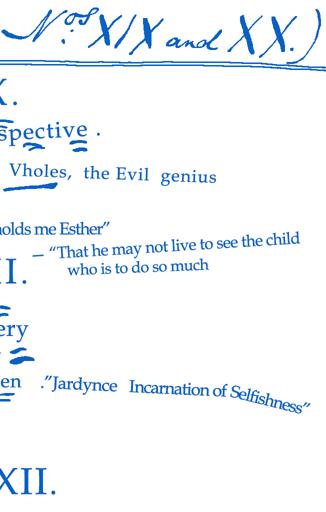 Nos XIX and XX.)
X.
spective.
Vholes, the Evil genius
holds me Esther"
– "That he may not live to see the child
II. who is to do so much
ery
en ."Jardynce Incarnation of Selfishness"
XII.